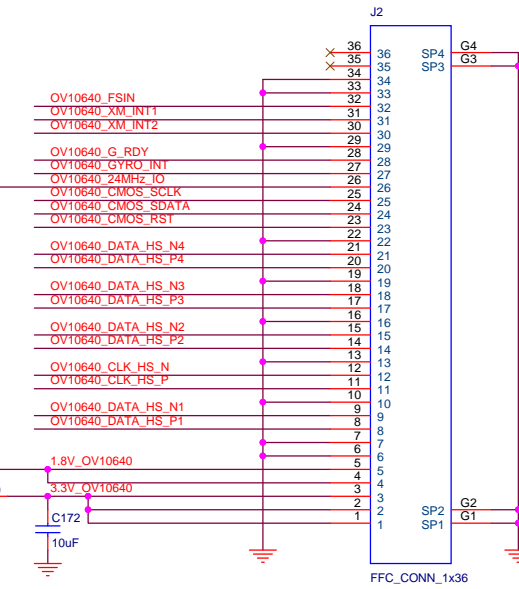 J2
36 36 SP4 G4
35 35 SP3 G3
34 34
33 33
OV10640_FSIN 32 32
OV10640_XM_INT1 31 31
OV10640_XM_INT2 30 30
29 29
OV10640_G_RDY 28 28
OV10640_GYRO_INT 27 27
OV10640_24MHz_IO 26 26
OV10640_CMOS_SCLK 25 25
OV10640_CMOS_SDATA 24 24
OV10640_CMOS_RST 23 23
22 22
OV10640_DATA_HS_N4 21 21
OV10640_DATA_HS_P4 20 20
19 19
OV10640_DATA_HS_N3 18 18
OV10640_DATA_HS_P3 17 17
16 16
OV10640_DATA_HS_N2 15 15
OV10640_DATA_HS_P2 14 14
13 13
OV10640_CLK_HS_N 12 12
OV10640_CLK_HS_P 11 11
10 10
OV10640_DATA_HS_N1 9 9
OV10640_DATA_HS_P1 8 8
7 7
6 6
1.8V_OV10640 5 5
4 4
3.3V_OV10640 3 3
2 2 SP2 G2
1 1 SP1 G1
C172
10uF
FFC_CONN_1x36